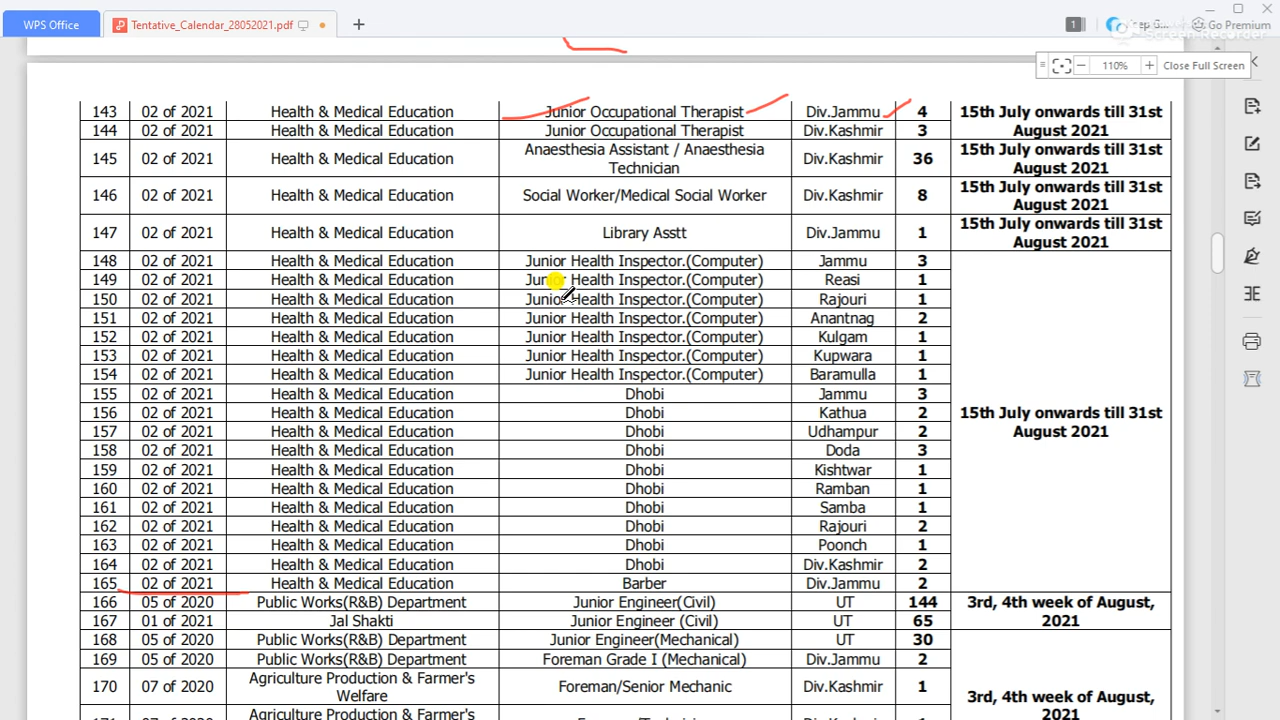 WPS Office
Tentative_Calendar_28052021.pdf
1
Go Premium
Screen Recorder
110%
Close Full Screen
143 02 of 2021 Health & Medical Education Junior Occupational Therapist Div.Jammu 4 15th July onwards till 31st August 2021
144 02 of 2021 Health & Medical Education Junior Occupational Therapist Div.Kashmir 3
145 02 of 2021 Health & Medical Education Anaesthesia Assistant / Anaesthesia Technician Div.Kashmir 36 15th July onwards till 31st August 2021
146 02 of 2021 Health & Medical Education Social Worker/Medical Social Worker Div.Kashmir 8 15th July onwards till 31st August 2021
147 02 of 2021 Health & Medical Education Library Asstt Div.Jammu 1 15th July onwards till 31st August 2021
148 02 of 2021 Health & Medical Education Junior Health Inspector.(Computer) Jammu 3
149 02 of 2021 Health & Medical Education Junior Health Inspector.(Computer) Reasi 1
150 02 of 2021 Health & Medical Education Junior Health Inspector.(Computer) Rajouri 1
151 02 of 2021 Health & Medical Education Junior Health Inspector.(Computer) Anantnag 2
152 02 of 2021 Health & Medical Education Junior Health Inspector.(Computer) Kulgam 1
153 02 of 2021 Health & Medical Education Junior Health Inspector.(Computer) Kupwara 1
154 02 of 2021 Health & Medical Education Junior Health Inspector.(Computer) Baramulla 1
155 02 of 2021 Health & Medical Education Dhobi Jammu 3
156 02 of 2021 Health & Medical Education Dhobi Kathua 2 15th July onwards till 31st
157 02 of 2021 Health & Medical Education Dhobi Udhampur 2 August 2021
158 02 of 2021 Health & Medical Education Dhobi Doda 3
159 02 of 2021 Health & Medical Education Dhobi Kishtwar 1
160 02 of 2021 Health & Medical Education Dhobi Ramban 1
161 02 of 2021 Health & Medical Education Dhobi Samba 1
162 02 of 2021 Health & Medical Education Dhobi Rajouri 2
163 02 of 2021 Health & Medical Education Dhobi Poonch 1
164 02 of 2021 Health & Medical Education Dhobi Div.Kashmir 2
165 02 of 2021 Health & Medical Education Barber Div.Jammu 2
166 05 of 2020 Public Works(R&B) Department Junior Engineer(Civil) UT 144 3rd, 4th week of August,
167 01 of 2021 Jal Shakti Junior Engineer (Civil) UT 65 2021
168 05 of 2020 Public Works(R&B) Department Junior Engineer(Mechanical) UT 30
169 05 of 2020 Public Works(R&B) Department Foreman Grade I (Mechanical) Div.Jammu 2
170 07 of 2020 Agriculture Production & Farmer's Welfare Foreman/Senior Mechanic Div.Kashmir 1 3rd, 4th week of August,
Agriculture Production & Farmer's 2021